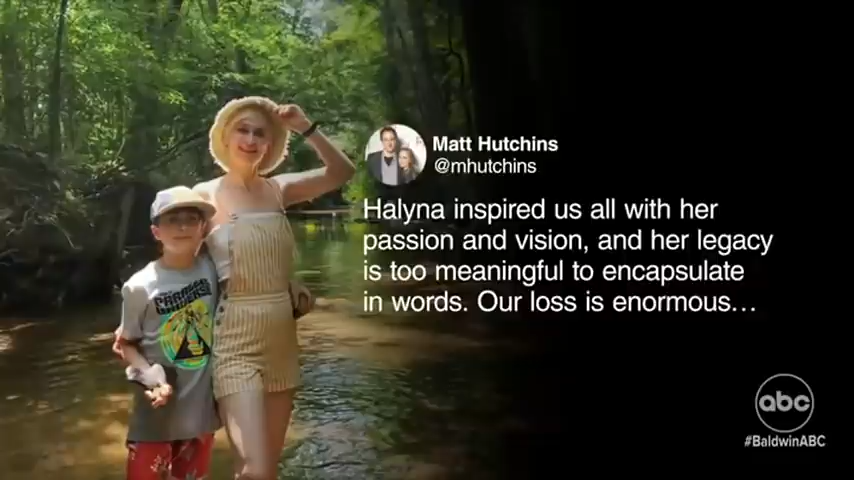 Matt Hutchins
@mhutchins
Halyna inspired us all with her
passion and vision, and her legacy
is too meaningful to encapsulate
in words. Our loss is enormous…
abc
#BaldwinABC